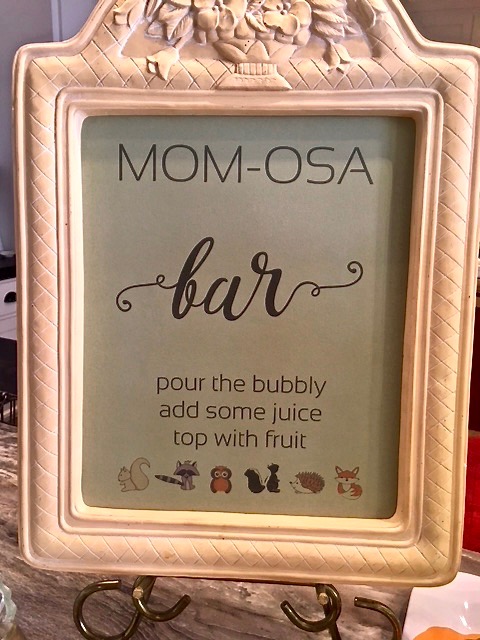 MOM-OSA
bar
pour the bubbly
add some juice
top with fruit